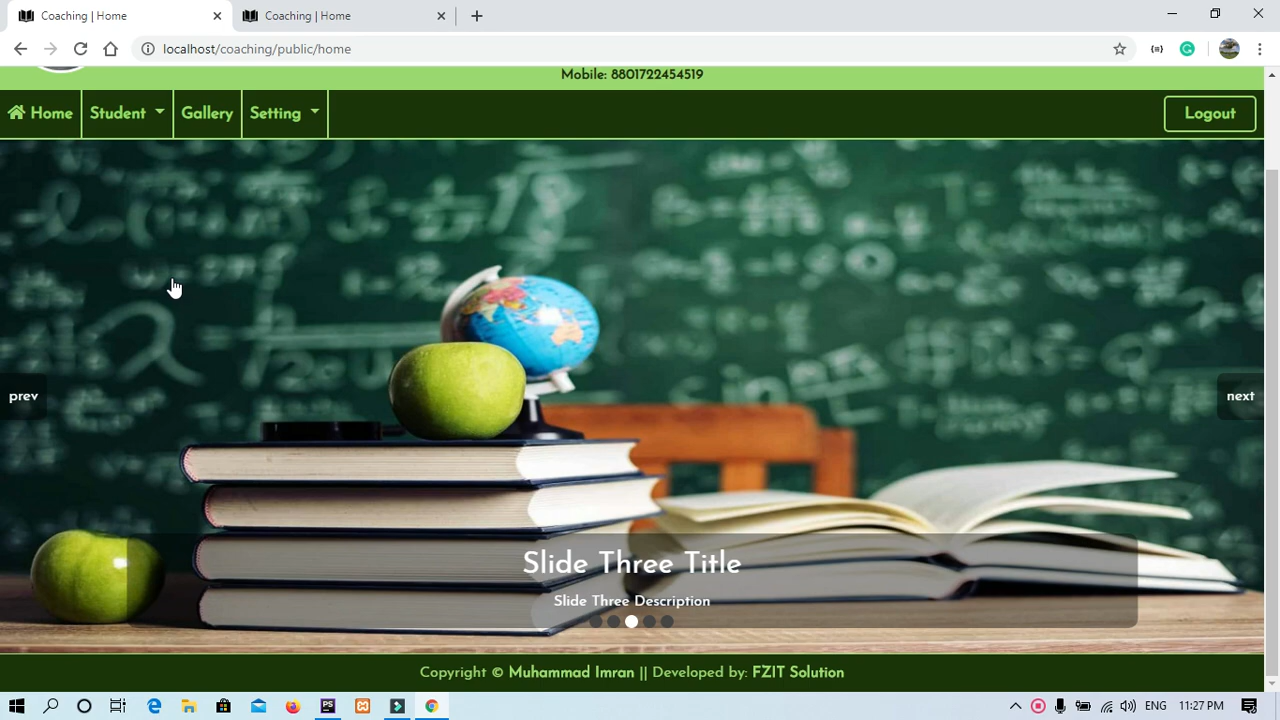 Coaching | Home
Coaching | Home
localhost/coaching/public/home
Mobile: 8801722454519
Home
Student
Gallery
Setting
Logout
prev
next
Slide Three Title
Slide Three Description
Copyright © Muhammad Imran || Developed by: FZIT Solution
PS
ENG
11:27 PM